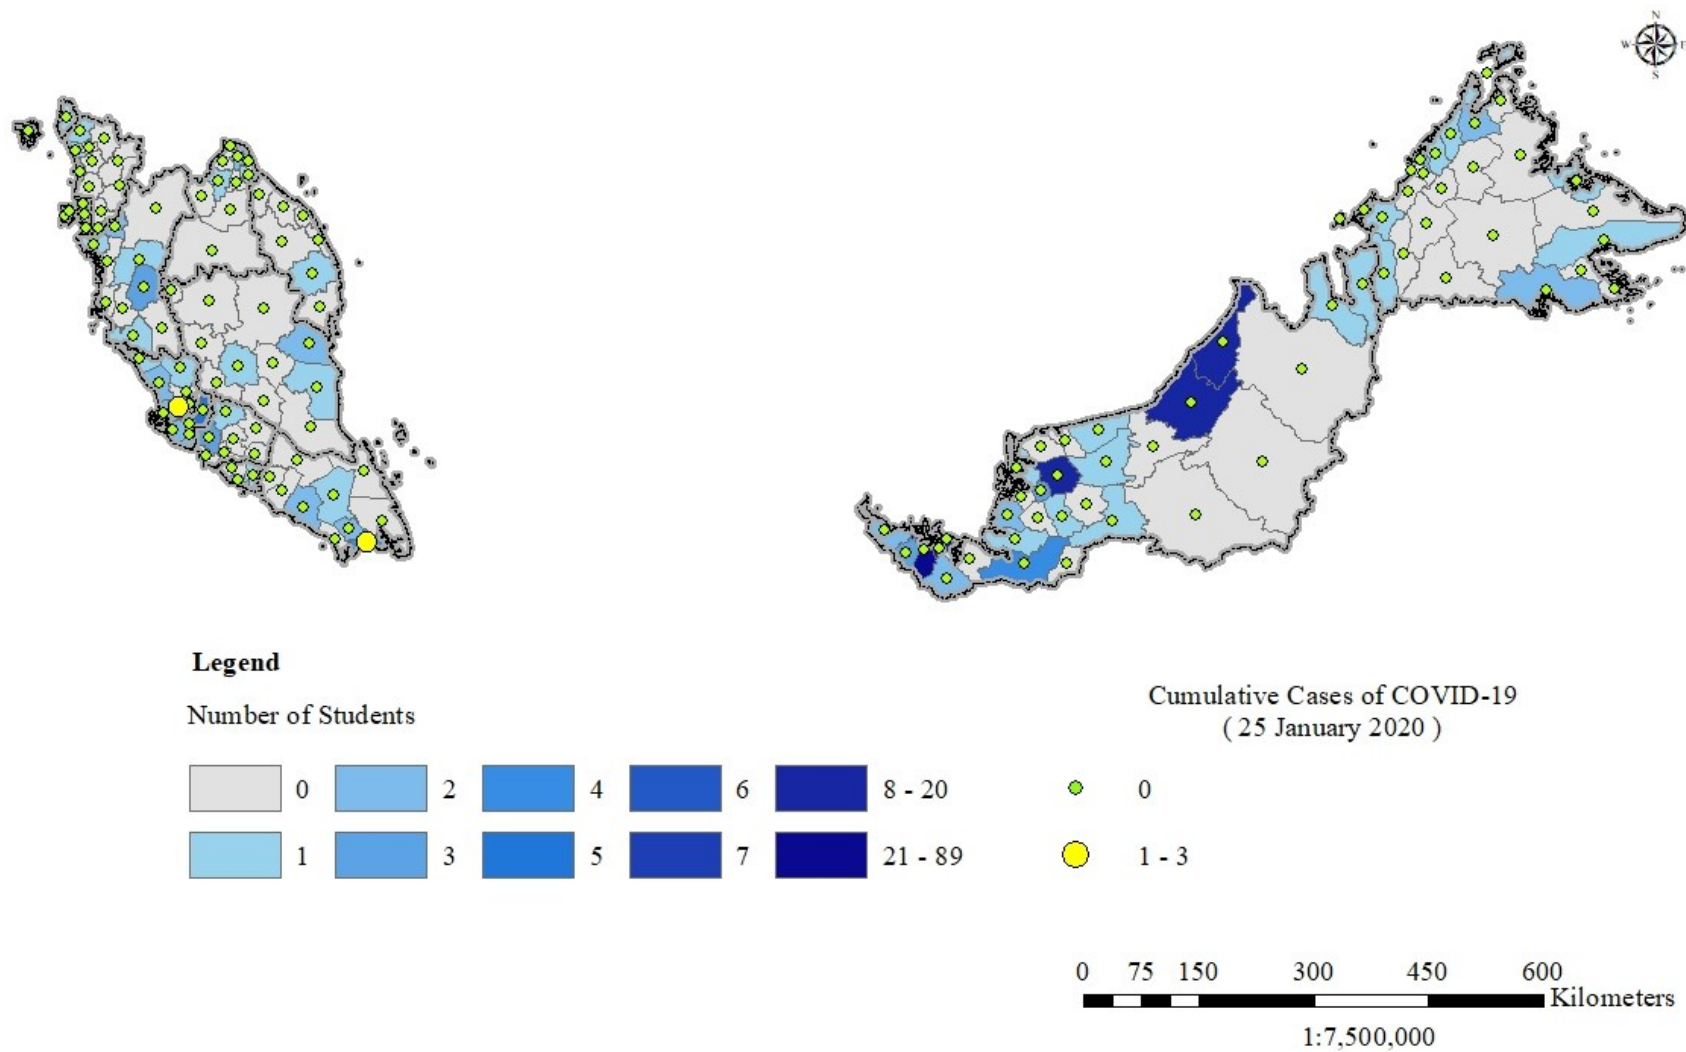 N
W E
S
Legend
Number of Students
0 2 4 6 8 - 20
1 3 5 7 21 - 89
Cumulative Cases of COVID-19
( 25 January 2020 )
0
1 - 3
0 75 150 300 450 600
Kilometers
1:7,500,000